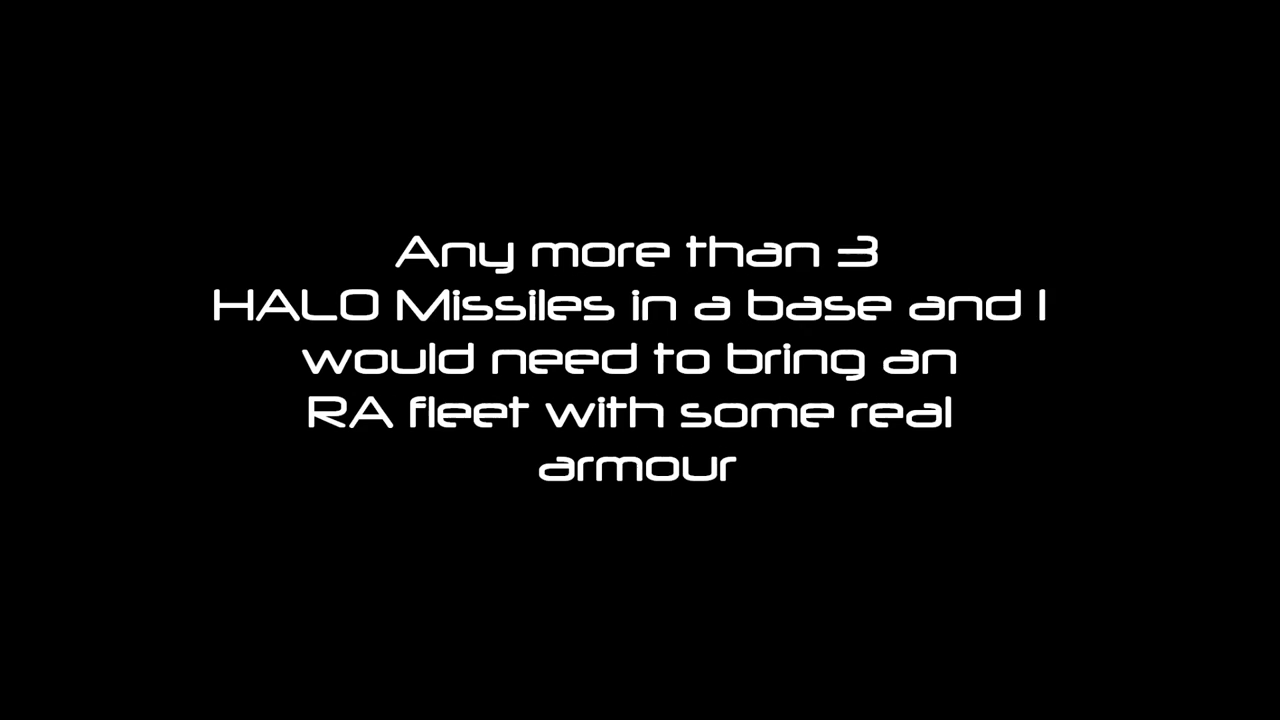 Any more than 3
HALO Missiles in a base and I
would need to bring an
RA fleet with some real
armour